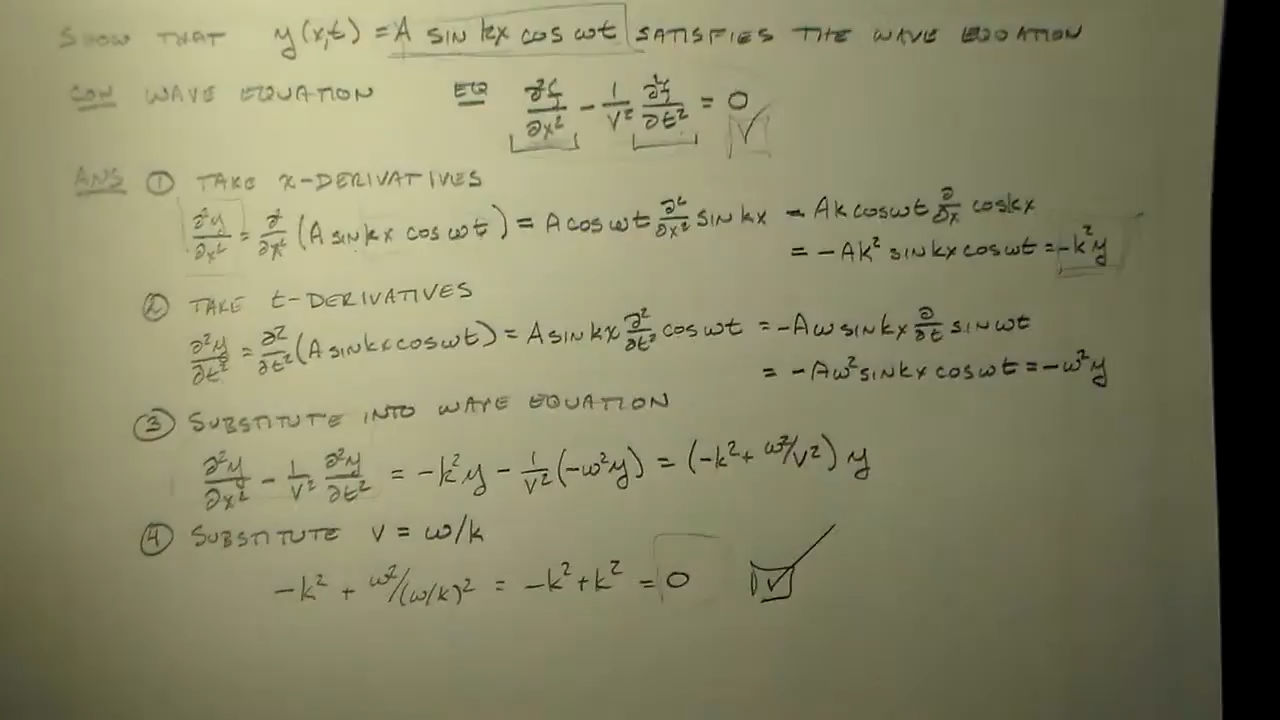 SHOW THAT y(x,t) = A SIN kx COS ωt SATISFIES THE WAVE EQUATION
CON WAVE EQUATION EQ ∂²y/∂x² - 1/V² ∂²y/∂t² = 0 ✓
ANS ① TAKE X-DERIVATIVES
∂²y/∂x² = ∂²/∂x² (A sin kx cos ωt) = A cos ωt ∂²/∂x² sin kx = Ak cos ωt ∂/∂x cos kx
= -Ak² sin kx cos ωt = -k²y
② TAKE t-DERIVATIVES
∂²y/∂t² = ∂²/∂t² (A sin kx cos ωt) = A sin kx ∂²/∂t² cos ωt = -Aω sin kx ∂/∂t sin ωt
= -Aω² sin kx cos ωt = -ω²y
③ SUBSTITUTE INTO WAVE EQUATION
∂²y/∂x² - 1/V² ∂²y/∂t² = -k²y - 1/V² (-ω²y) = (-k² + ω²/V²) y
④ SUBSTITUTE V = ω/k
-k² + ω²/(ω/k)² = -k² + k² = 0 ✓